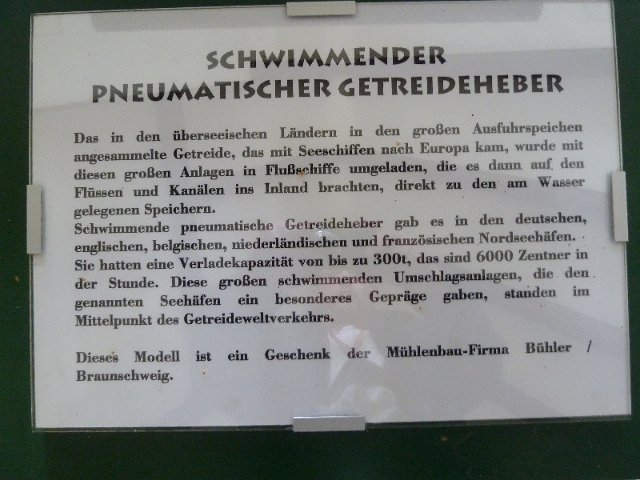 SCHWIMMENDER
PNEUMATISCHER GETREIDEHEBER
Das in den überseeischen Ländern in den großen Ausfuhrspeichen
angesammelte Getreide, das mit Seeschiffen nach Europa kam, wurde mit
diesen großen Anlagen in Flußschiffe umgeladen, die es dann auf den
Flüssen und Kanälen ins Inland brachten, direkt zu den am Wasser
gelegenen Speichern.
Schwimmende pneumatische Getreideheber gab es in den deutschen,
englischen, belgischen, niederländischen und französischen Nordseehäfen.
Sie hatten eine Verladekapazität von bis zu 300t, das sind 6000 Zentner in
der Stunde. Diese großen schwimmenden Umschlagsanlagen, die den
genannten Seehäfen ein besonderes Gepräge gaben, standen im
Mittelpunkt des Getreideweltverkehrs.
Dieses Modell ist ein Geschenk der Mühlenbau-Firma Bühler /
Braunschweig.